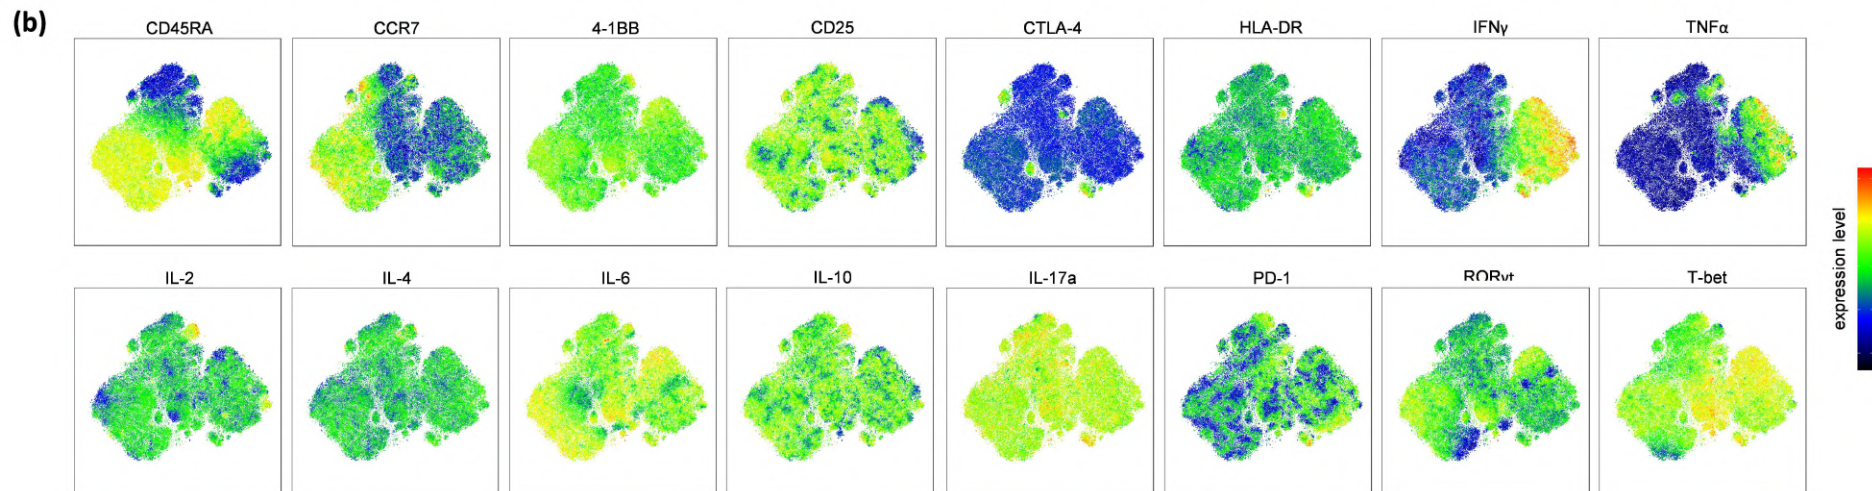 (b)
CD45RA CCR7 4-1BB CD25 CTLA-4 HLA-DR IFNγ TNFα
expression level
IL-2 IL-4 IL-6 IL-10 IL-17a PD-1 RORγt T-bet